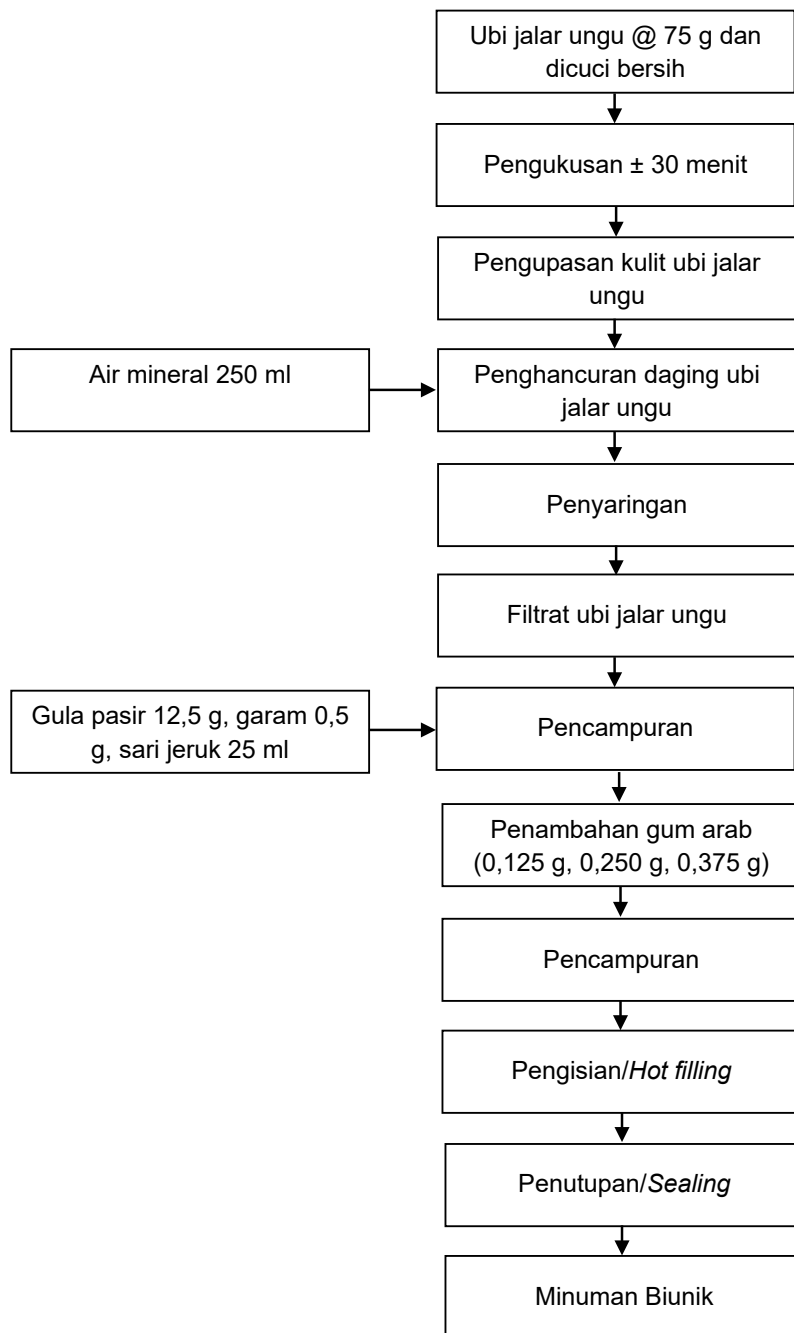 Ubi jalar ungu @ 75 g dan
dicuci bersih
Pengukusan ± 30 menit
Pengupasan kulit ubi jalar
ungu
Air mineral 250 ml
Penghancuran daging ubi
jalar ungu
Penyaringan
Filtrat ubi jalar ungu
Gula pasir 12,5 g, garam 0,5
g, sari jeruk 25 ml
Pencampuran
Penambahan gum arab
(0,125 g, 0,250 g, 0,375 g)
Pencampuran
Pengisian/Hot filling
Penutupan/Sealing
Minuman Biunik